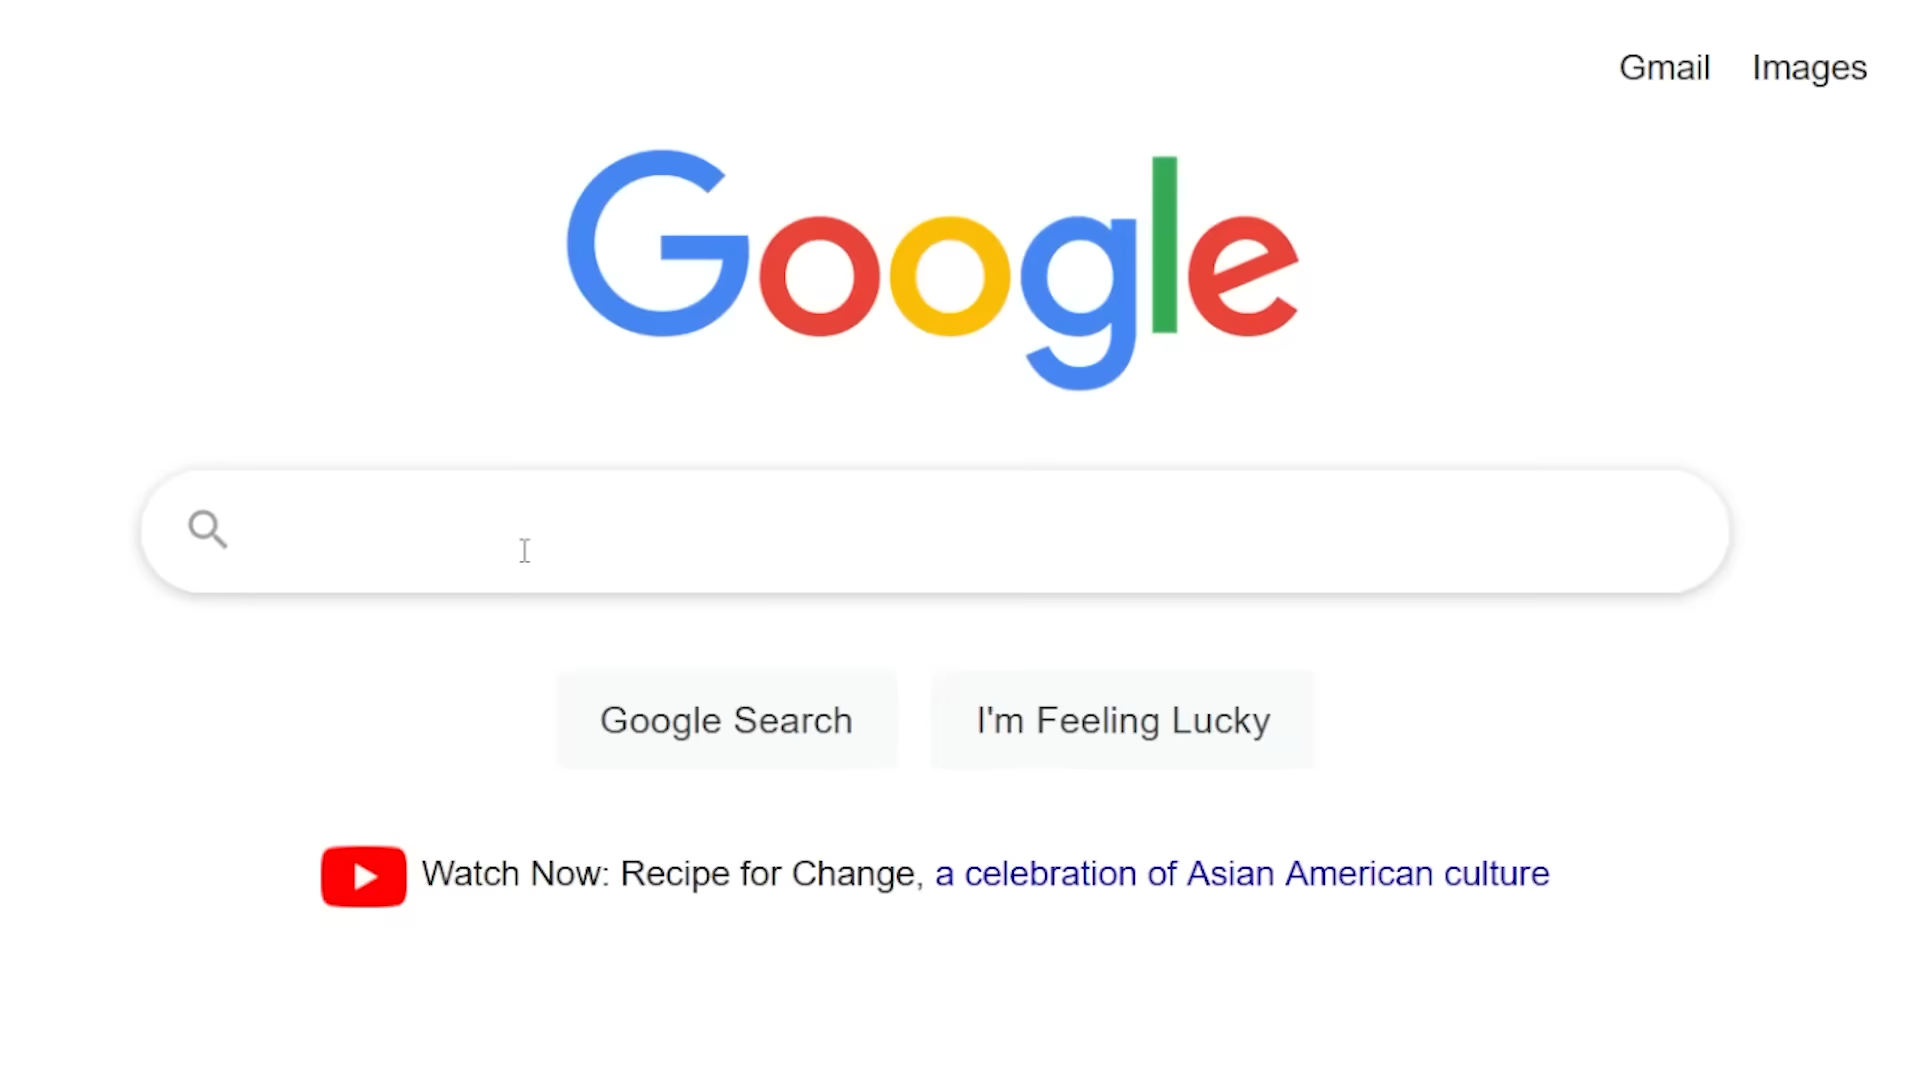 Gmail Images
Google
Google Search I'm Feeling Lucky
Watch Now: Recipe for Change, a celebration of Asian American culture